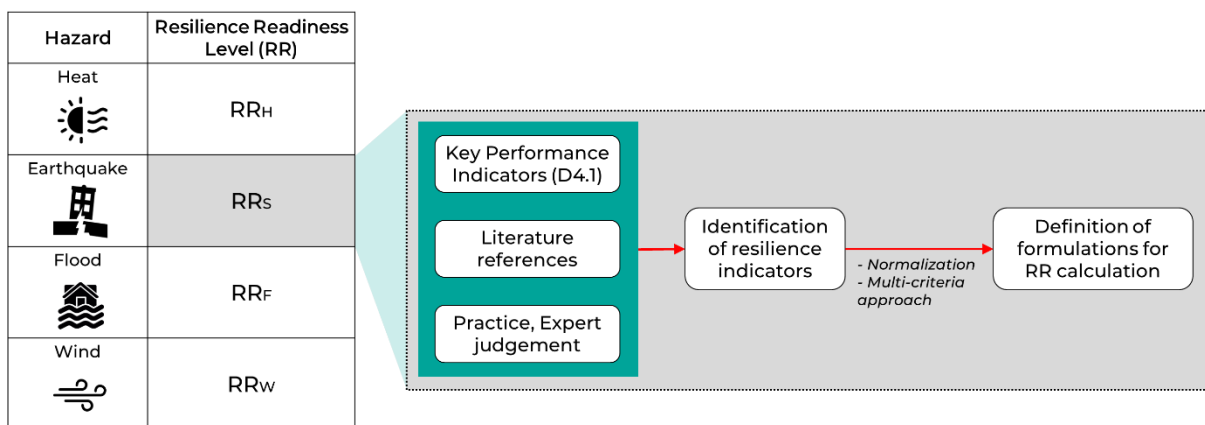 Hazard
Resilience Readiness
Level (RR)
Heat
RRH
Earthquake
RRS
Flood
RRF
Wind
RRW
Key Performance
Indicators (D4.1)
Literature
references
Practice, Expert
judgement
Identification
of resilience
indicators
- Normalization
- Multi-criteria
approach
Definition of
formulations for
RR calculation